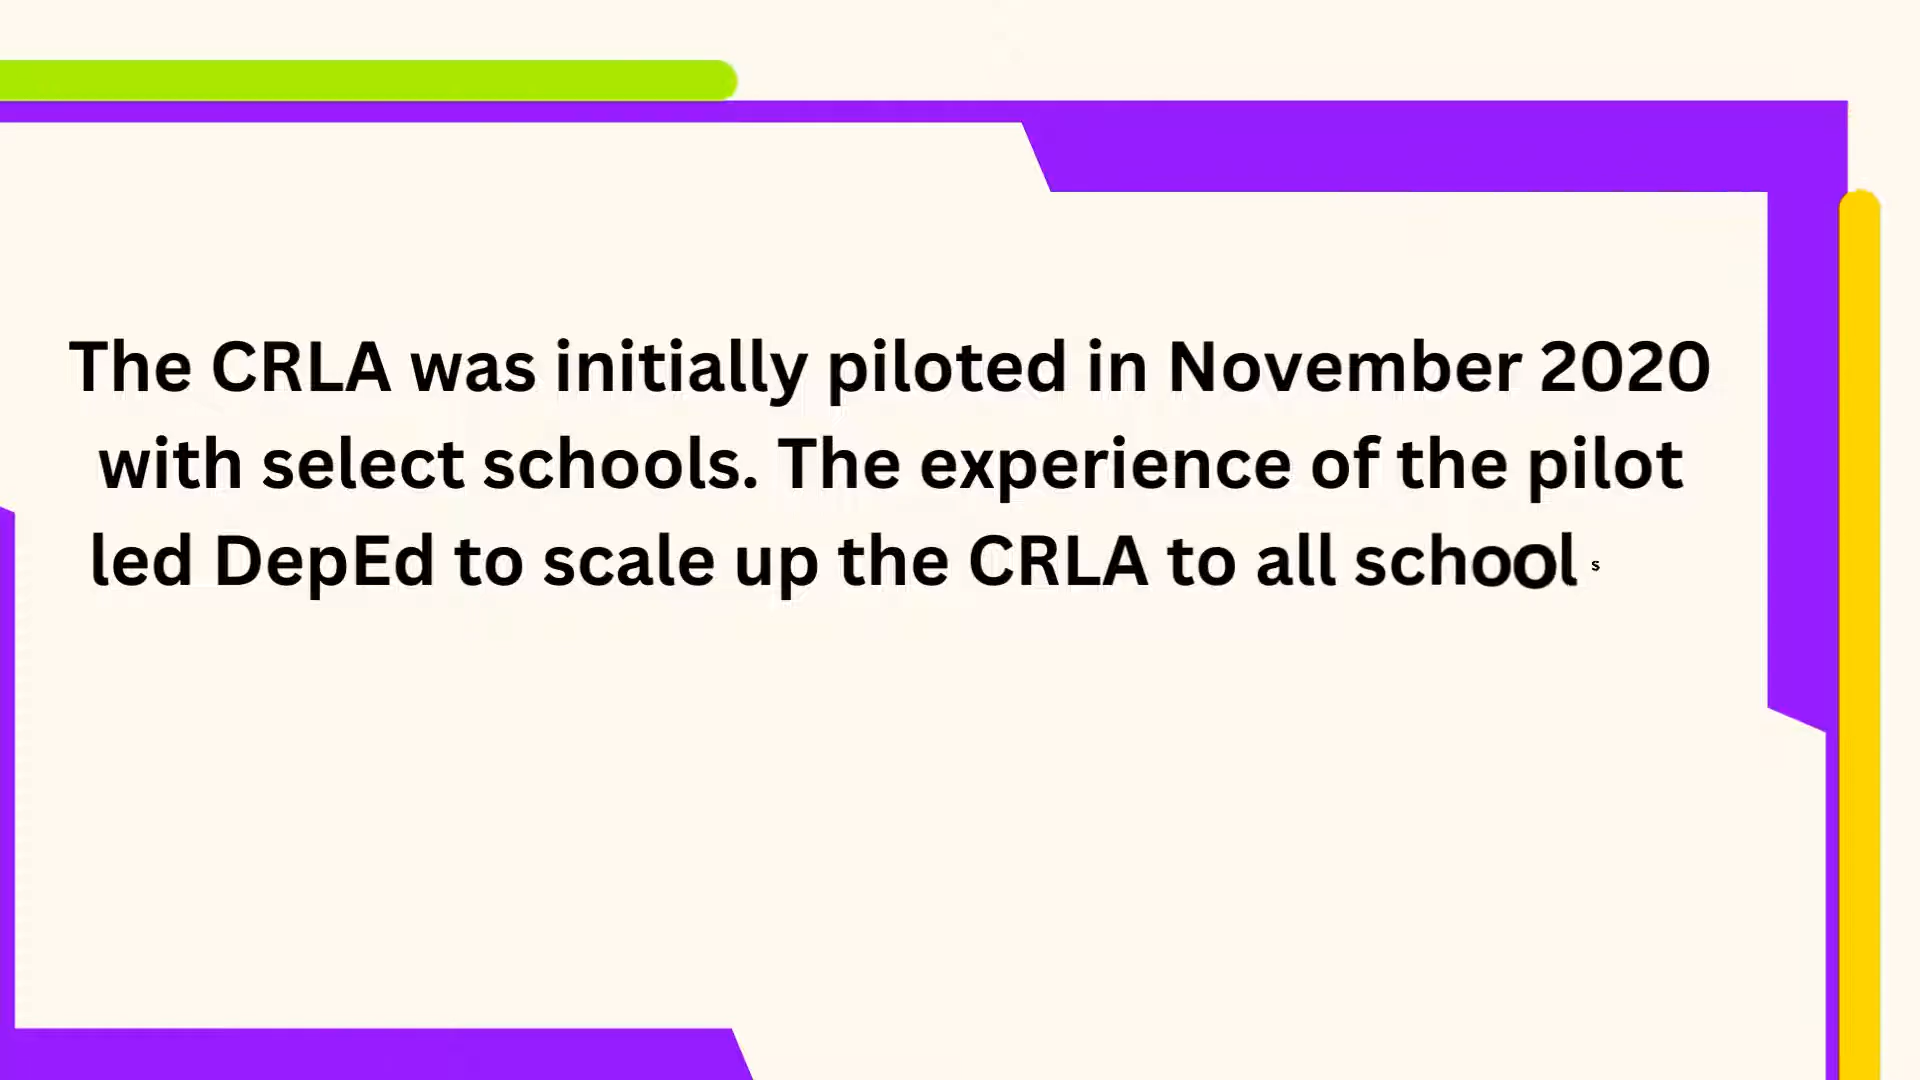 The CRLA was initially piloted in November 2020
with select schools. The experience of the pilot
led DepEd to scale up the CRLA to all schools